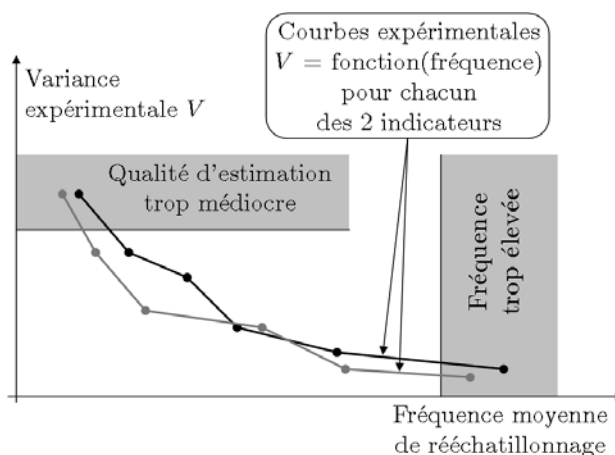 Courbes expérimentales
V = fonction(fréquence)
pour chacun
des 2 indicateurs
Variance
expérimentale V
Qualité d'estimation
trop médiocre
Fréquence
trop élevée
Fréquence moyenne
de rééchatillonnage